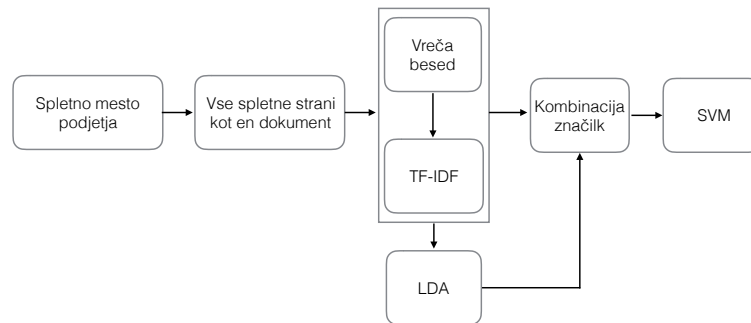 Spletno mesto
podjetja
Vse spletne strani
kot en dokument
Vreča
besed
TF-IDF
LDA
Kombinacija
značilk
SVM